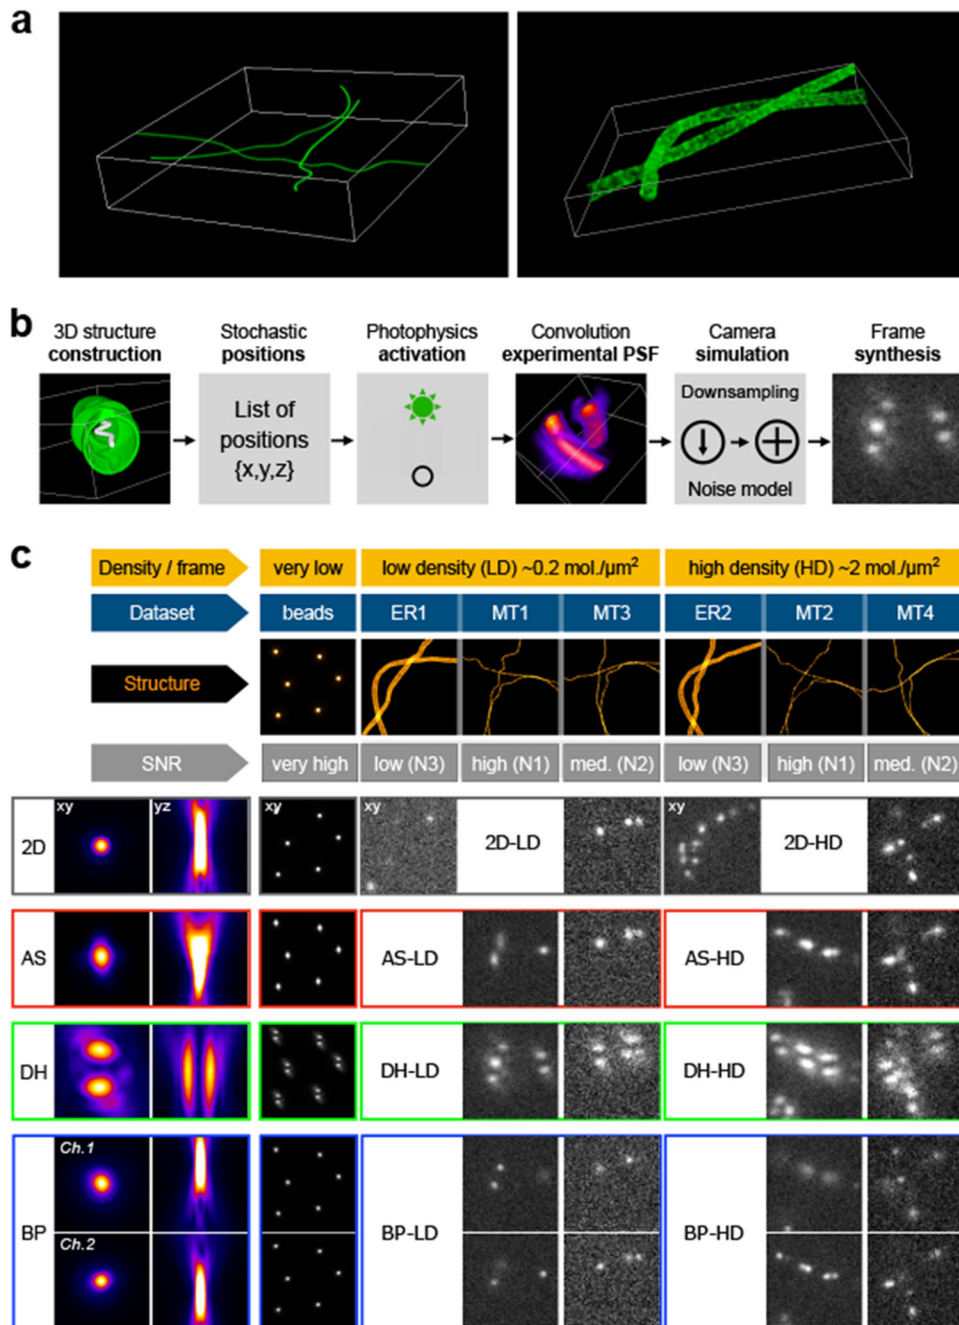 a
b
3D structure
construction
Stochastic
positions
Photophysics
activation
Convolution
experimental PSF
Camera
simulation
Frame
synthesis
List of
positions
{x,y,z}
Downsampling
Noise model
c
Density / frame
very low
low density (LD) ~0.2 mol./µm²
high density (HD) ~2 mol./µm²
Dataset
beads
ER1
MT1
MT3
ER2
MT2
MT4
Structure
SNR
very high
low (N3)
high (N1)
med. (N2)
low (N3)
high (N1)
med. (N2)
2D
xy
yz
xy
xy
2D-LD
xy
2D-HD
AS
AS-LD
AS-HD
DH
DH-LD
DH-HD
BP
Ch.1
Ch.2
BP-LD
BP-HD